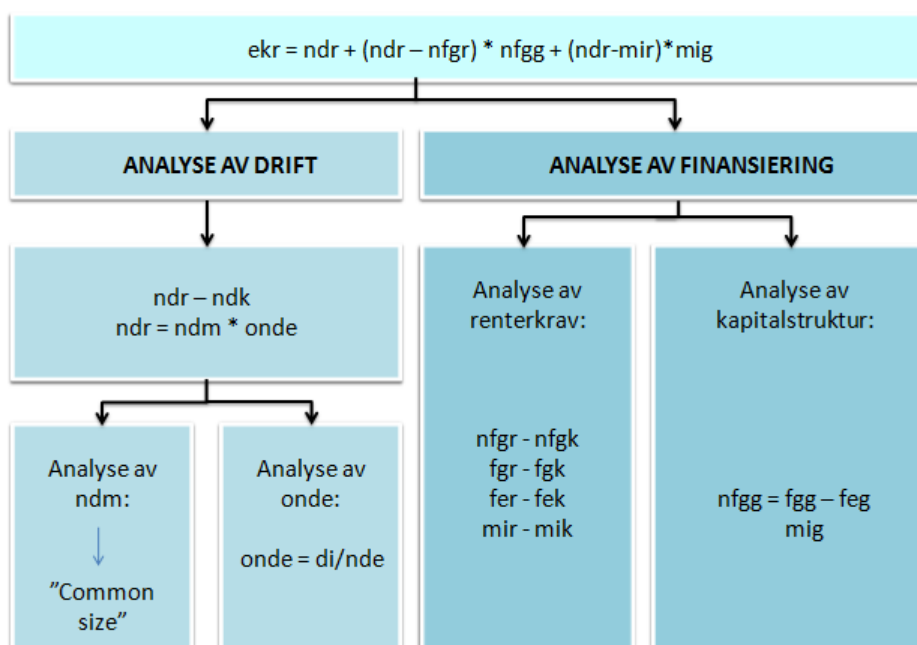 ekr = ndr + (ndr – nfgr) * nfgg + (ndr-mir)*mig
ANALYSE AV DRIFT
ANALYSE AV FINANSIERING
ndr – ndk
ndr = ndm * onde
Analyse av
ndm:
”Common
size”
Analyse av
onde:
onde = di/nde
Analyse av
renterkrav:
nfgr - nfgk
fgr - fgk
fer - fek
mir - mik
Analyse av
kapitalstruktur:
nfgg = fgg – feg
mig